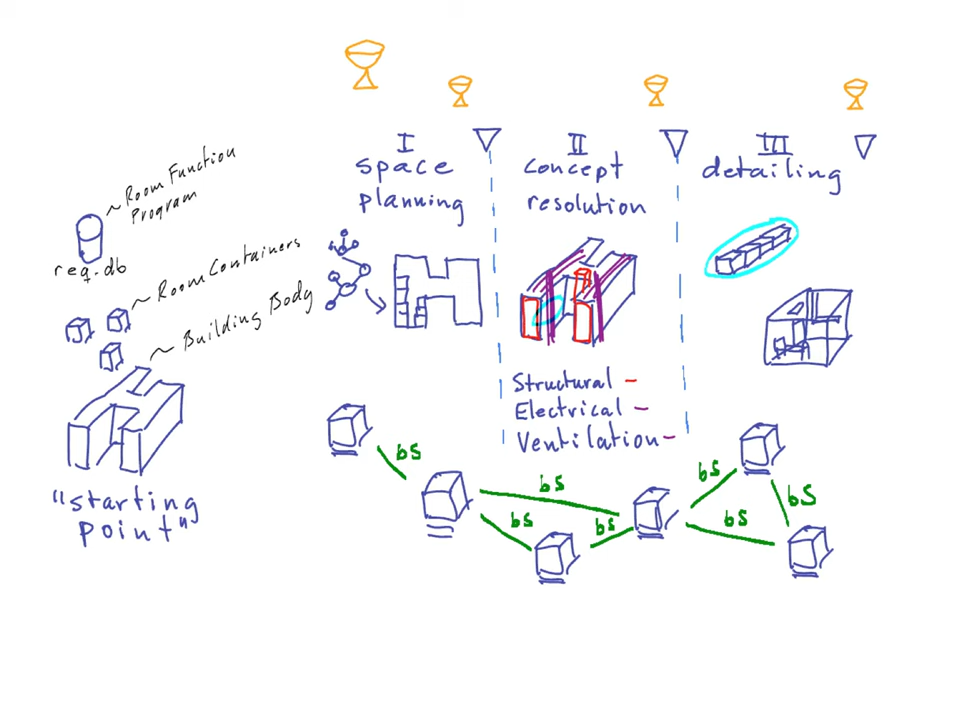 Room Function
Program
req.db
Room Containers
Building Body
"starting
point"
I
space
planning
II
concept
resolution
III
detailing
Structural -
Electrical -
Ventilation -
bS
bS
bS
bS
bS
bS
bS